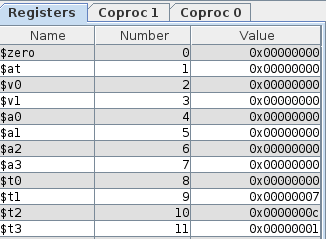 Registers Coproc 1 Coproc 0
Name Number Value
$zero 0 0x00000000
$at 1 0x00000000
$v0 2 0x00000000
$v1 3 0x00000000
$a0 4 0x00000000
$a1 5 0x00000000
$a2 6 0x00000000
$a3 7 0x00000000
$t0 8 0x00000000
$t1 9 0x00000007
$t2 10 0x0000000c
$t3 11 0x00000001